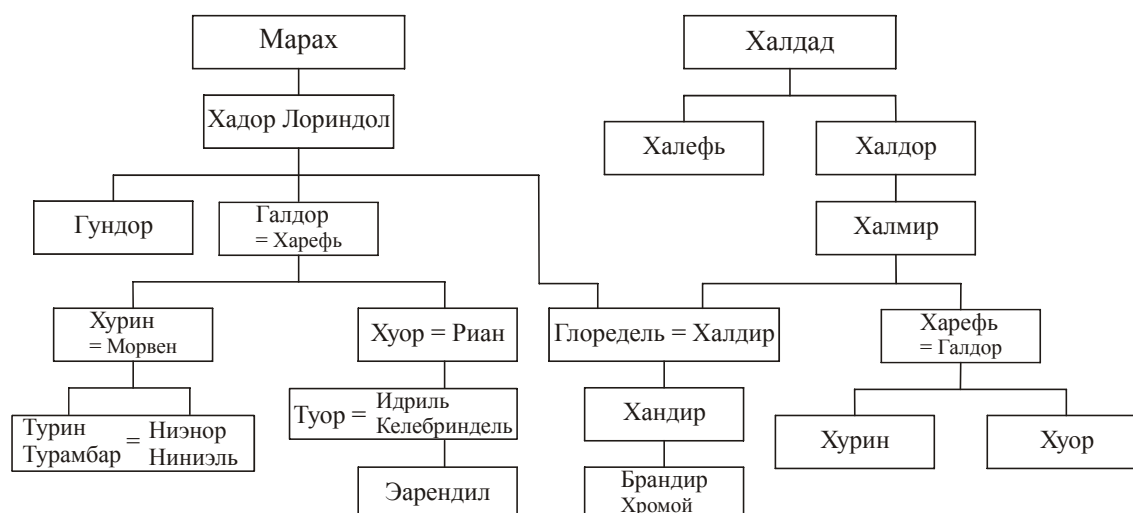 Марах
Халдад
Хадор Лориндол
Халефь
Халдор
Гундор
Галдор
= Харефь
Халмир
Хурин
= Морвен
Хуор = Риан
Глоредель = Халдир
Харефь
= Галдор
Турин
Турамбар
=
Ниэнор
Ниниэль
Туор =
Идриль
Келебриндель
Хандир
Хурин
Хуор
Эарендил
Брандир
Хромой